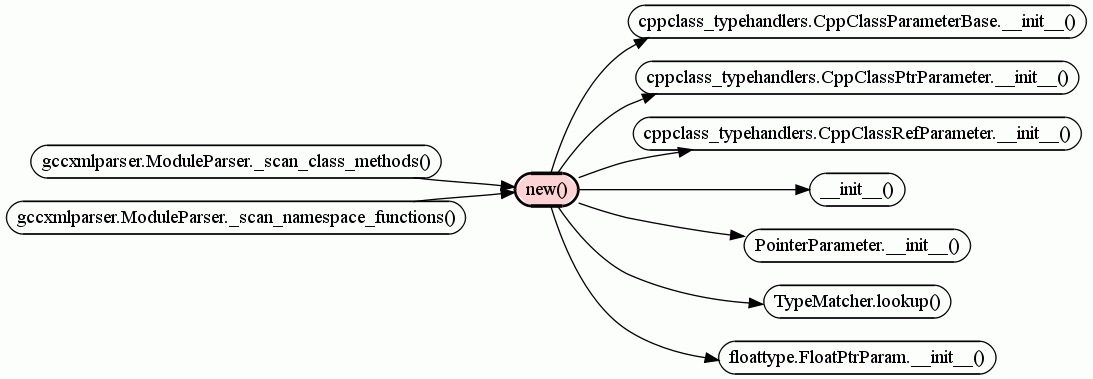 cppclass_typehandlers.CppClassParameterBase.__init__()
cppclass_typehandlers.CppClassPtrParameter.__init__()
cppclass_typehandlers.CppClassRefParameter.__init__()
gccxmlparser.ModuleParser._scan_class_methods()
new()
__init__()
gccxmlparser.ModuleParser._scan_namespace_functions()
PointerParameter.__init__()
TypeMatcher.lookup()
floattype.FloatPtrParam.__init__()